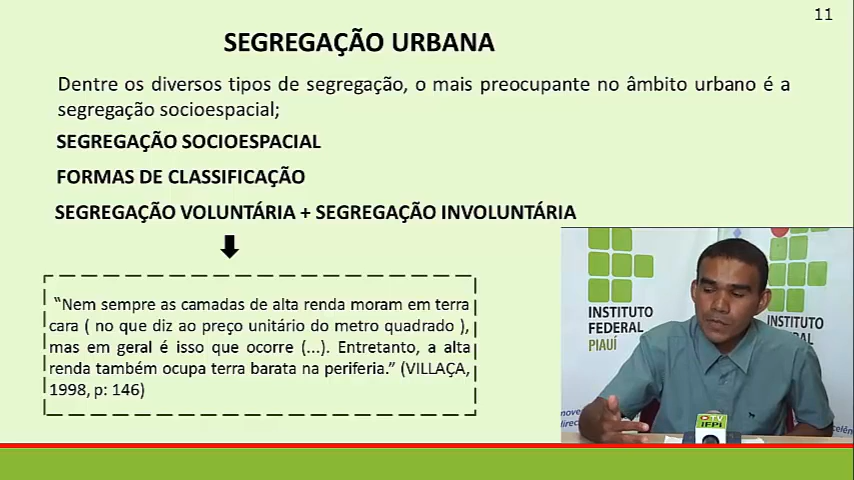 11
SEGREGAÇÃO URBANA
Dentre os diversos tipos de segregação, o mais preocupante no âmbito urbano é a
segregação socioespacial;
SEGREGAÇÃO SOCIOESPACIAL
FORMAS DE CLASSIFICAÇÃO
SEGREGAÇÃO VOLUNTÁRIA + SEGREGAÇÃO INVOLUNTÁRIA
“Nem sempre as camadas de alta renda moram em terra
cara ( no que diz ao preço unitário do metro quadrado ),
mas em geral é isso que ocorre (...). Entretanto, a alta
renda também ocupa terra barata na periferia.” (VILLAÇA,
1998, p: 146)
INSTITUTO
FEDERAL
PIAUÍ
INSTITUTO
TV
IFPI